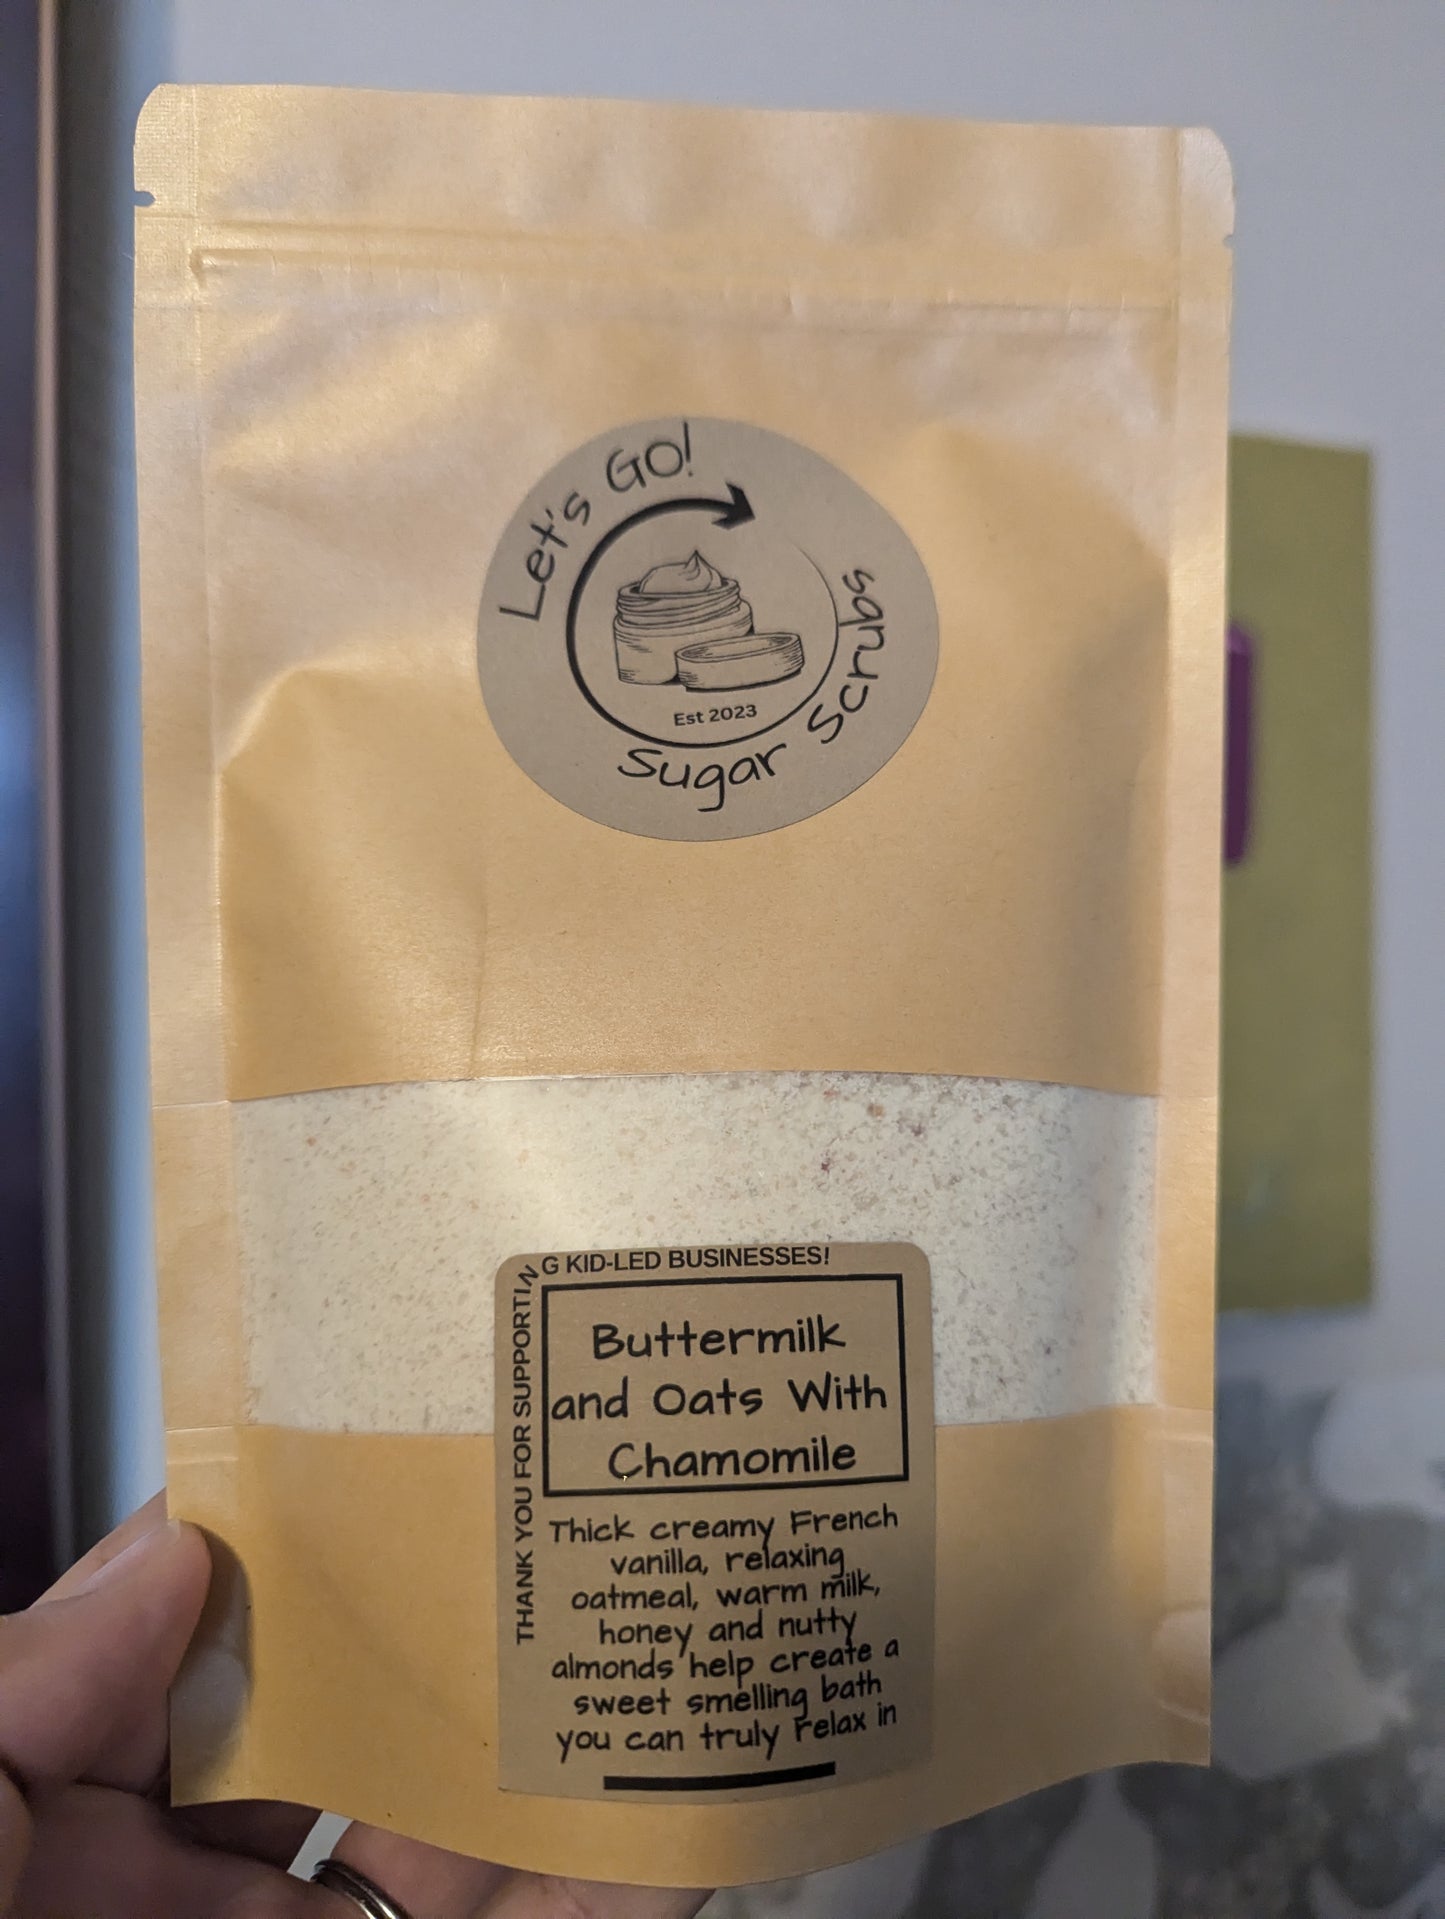 Let's GO!
Sugar Scrubs
Est 2023
THANK YOU FOR SUPPORTING KID-LED BUSINESSES!
Buttermilk
and Oats With
Chamomile
Thick creamy French
vanilla, relaxing
oatmeal, warm milk,
honey and nutty
almonds help create a
sweet smelling bath
you can truly relax in